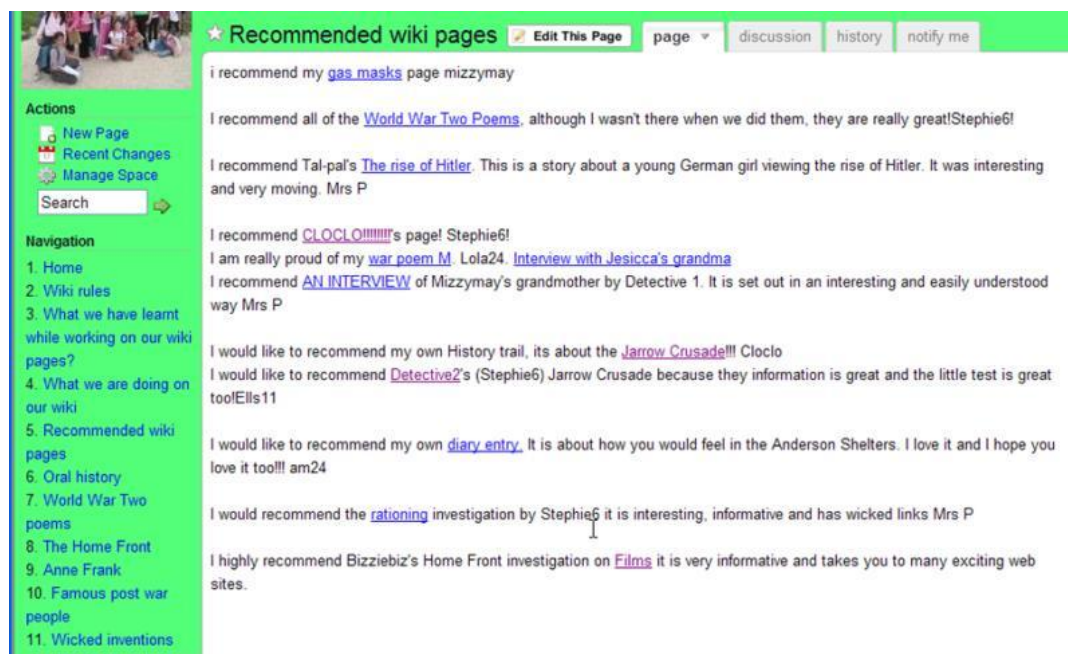 Recommended wiki pages
Edit This Page
page
discussion
history
notify me
Actions
New Page
Recent Changes
Manage Space
Search
Navigation
1. Home
2. Wiki rules
3. What we have learnt
while working on our wiki
pages?
4. What we are doing on
our wiki
5. Recommended wiki
pages
6. Oral history
7. World War Two
poems
8. The Home Front
9. Anne Frank
10. Famous post war
people
11. Wicked inventions
i recommend my gas masks page mizzymay
I recommend all of the World War Two Poems, although I wasn't there when we did them, they are really great!Stephie6!
I recommend Tal-pal's The rise of Hitler. This is a story about a young German girl viewing the rise of Hitler. It was interesting
and very moving. Mrs P
I recommend CLOCLO!!!!!!!!'s page! Stephie6!
I am really proud of my war poem M. Lola24. Interview with Jesicca's grandma
I recommend AN INTERVIEW of Mizzymay's grandmother by Detective 1. It is set out in an interesting and easily understood
way Mrs P
I would like to recommend my own History trail, its about the Jarrow Crusade!!! Cloclo
I would like to recommend Detective2's (Stephie6) Jarrow Crusade because they information is great and the little test is great
too!Ells11
I would like to recommend my own diary entry. It is about how you would feel in the Anderson Shelters. I love it and I hope you
love it too!!! am24
I would recommend the rationing investigation by Stephie6 it is interesting, informative and has wicked links Mrs P
I highly recommend Bizziebiz's Home Front investigation on Films it is very informative and takes you to many exciting web
sites.